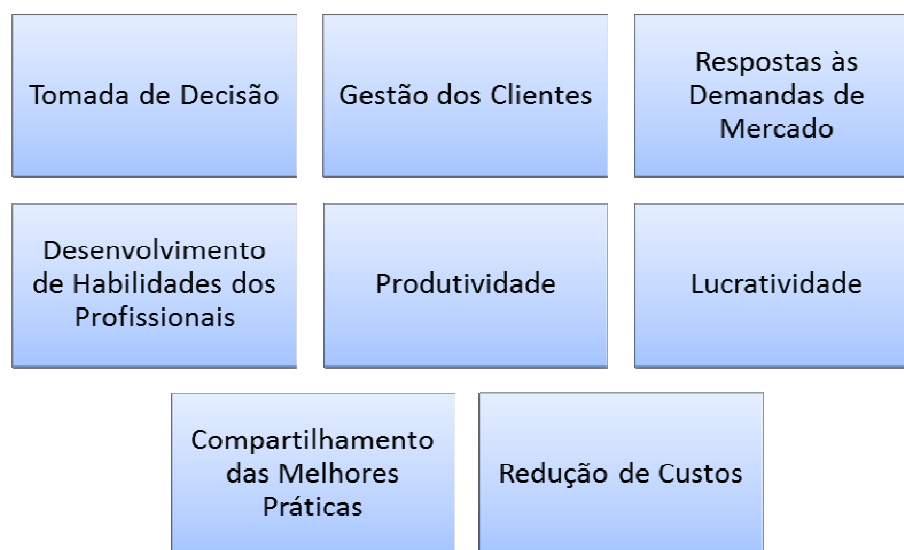 Tomada de Decisão
Gestão dos Clientes
Respostas às
Demandas de
Mercado
Desenvolvimento
de Habilidades dos
Profissionais
Produtividade
Lucratividade
Compartilhamento
das Melhores
Práticas
Redução de Custos